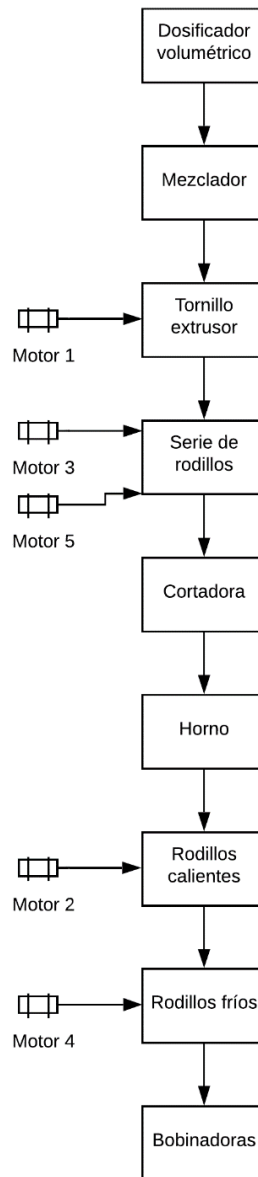 Dosificador
volumétrico
Mezclador
Tornillo
extrusor
Motor 1
Serie de
rodillos
Motor 3
Motor 5
Cortadora
Horno
Rodillos
calientes
Motor 2
Rodillos fríos
Motor 4
Bobinadoras